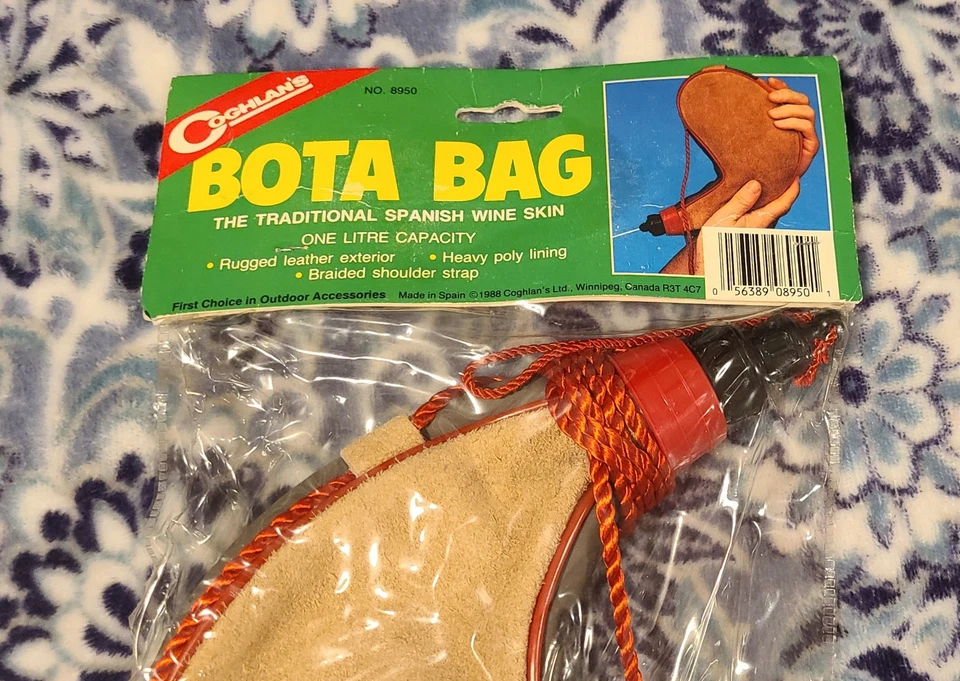 COGHLAN'S
NO. 8950
BOTA BAG
THE TRADITIONAL SPANISH WINE SKIN
ONE LITRE CAPACITY
• Rugged leather exterior • Heavy poly lining
• Braided shoulder strap
First Choice in Outdoor Accessories Made in Spain ©1988 Coghlan's Ltd., Winnipeg, Canada R3T 4C7
0 56389 08950 1